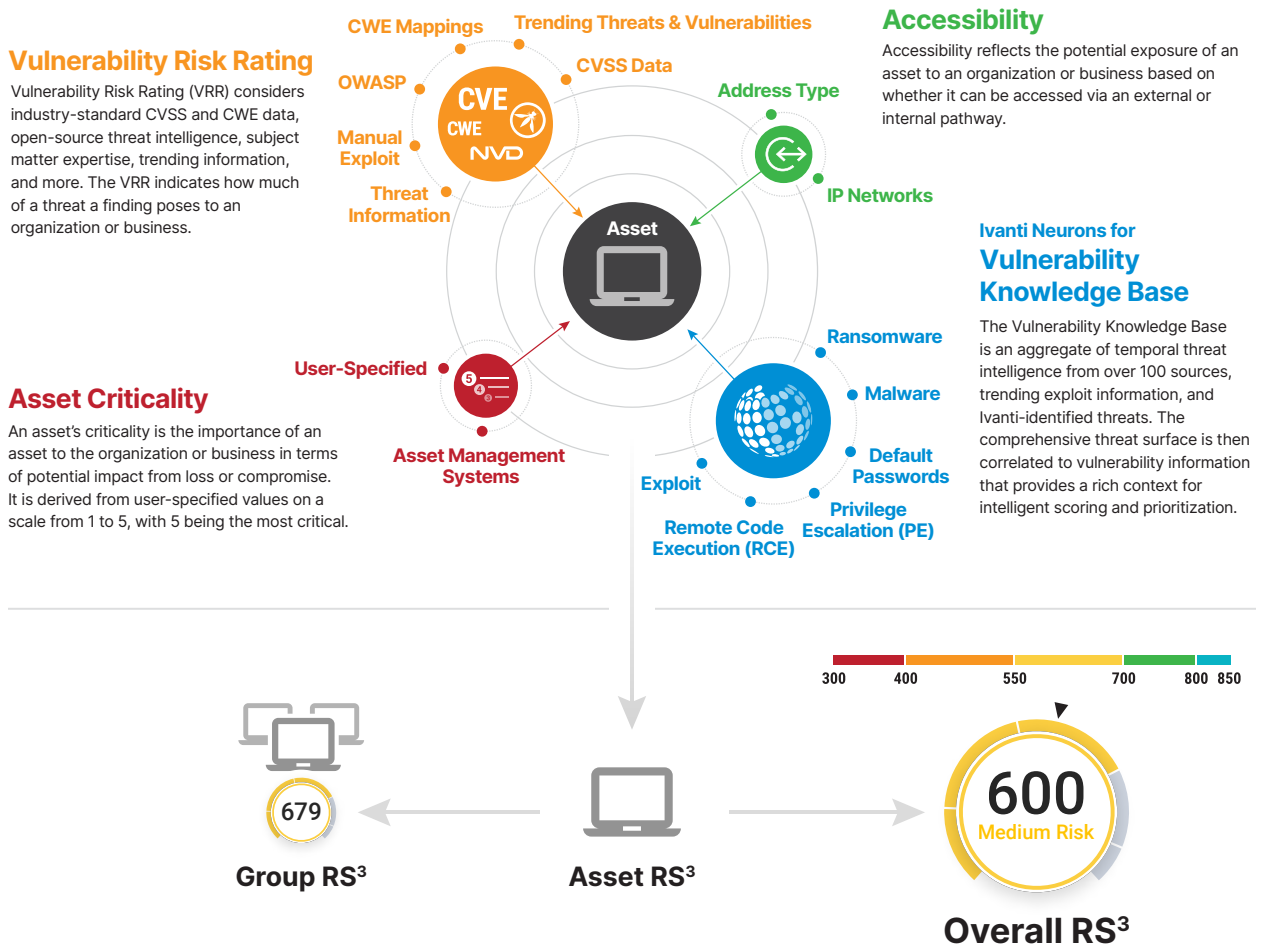 Vulnerability Risk Rating
Vulnerability Risk Rating (VRR) considers
industry-standard CVSS and CWE data,
open-source threat intelligence, subject
matter expertise, trending information,
and more. The VRR indicates how much
of a threat a finding poses to an
organization or business.
CWE Mappings
Trending Threats & Vulnerabilities
CVSS Data
OWASP
Manual
Exploit
Threat
Information
CVE
CWE
NVD
Accessibility
Accessibility reflects the potential exposure of an
asset to an organization or business based on
whether it can be accessed via an external or
internal pathway.
Address Type
IP Networks
Asset
Ivanti Neurons for
Vulnerability
Knowledge Base
The Vulnerability Knowledge Base
is an aggregate of temporal threat
intelligence from over 100 sources,
trending exploit information, and
Ivanti-identified threats. The
comprehensive threat surface is then
correlated to vulnerability information
that provides a rich context for
intelligent scoring and prioritization.
Ransomware
Malware
Default
Passwords
Privilege
Escalation (PE)
Remote Code
Execution (RCE)
Exploit
Asset Criticality
An asset's criticality is the importance of an
asset to the organization or business in terms
of potential impact from loss or compromise.
It is derived from user-specified values on a
scale from 1 to 5, with 5 being the most critical.
User-Specified
5
4
3
Asset Management
Systems
300 400 550 700 800 850
679
Group RS³
Asset RS³
600
Medium Risk
Overall RS³